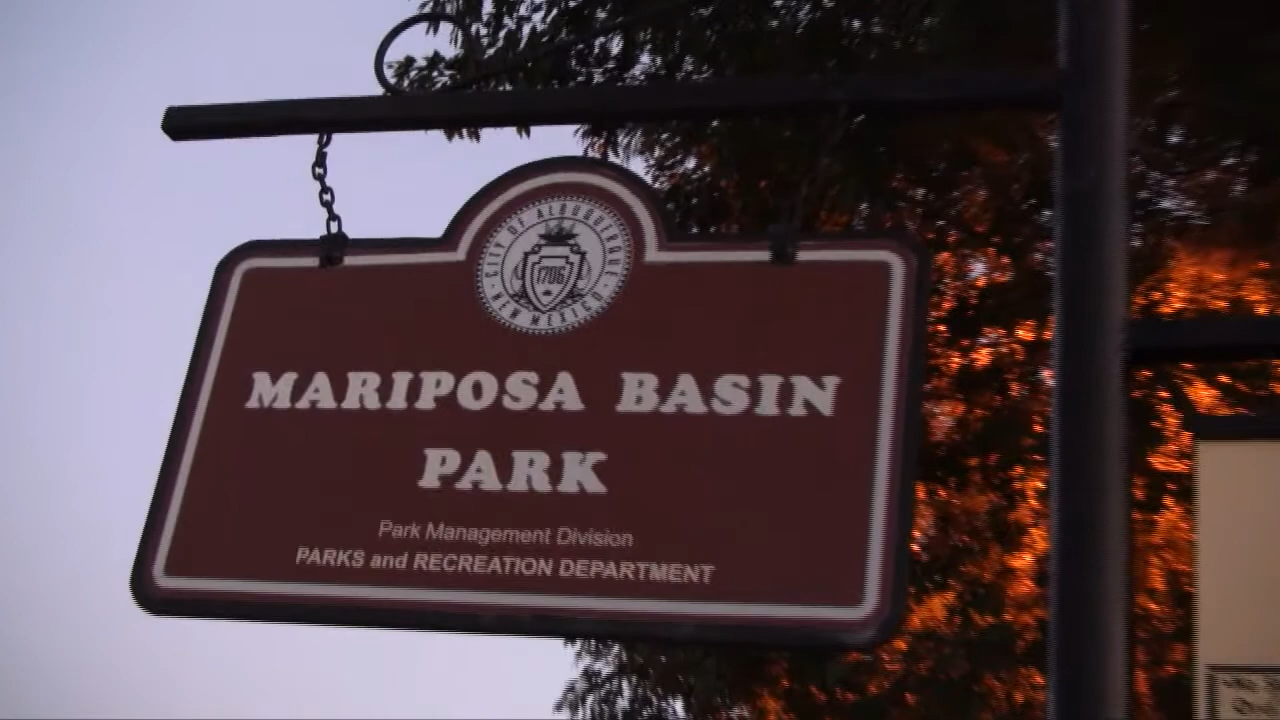 CITY OF ALBUQUERQUE
1706
NEW MEXICO
MARIPOSA BASIN
PARK
Park Management Division
PARKS and RECREATION DEPARTMENT